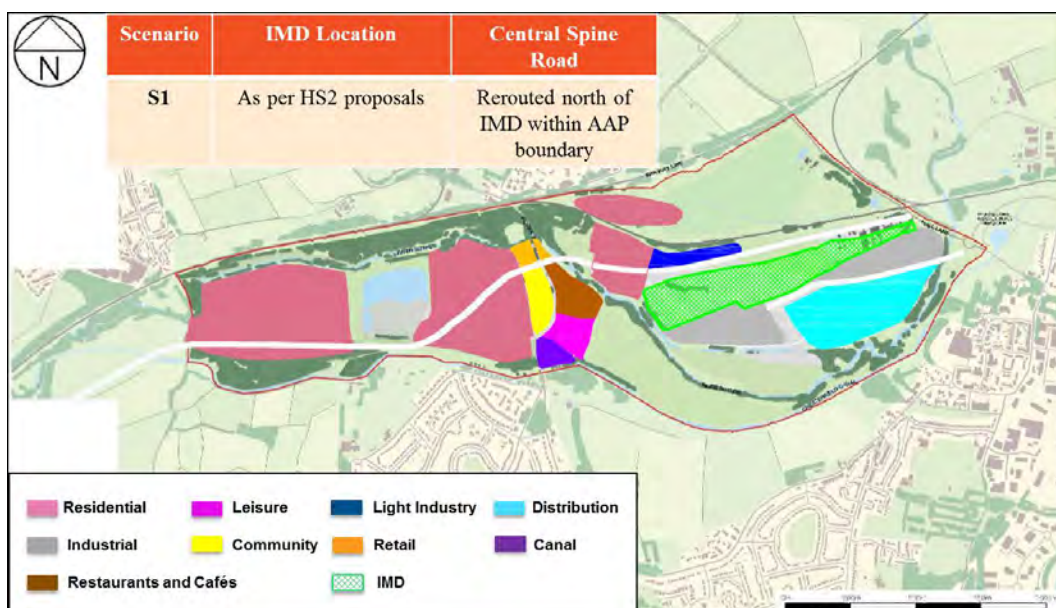 N
Scenario
IMD Location
Central Spine
Road
S1
As per HS2 proposals
Rerouted north of
IMD within AAP
boundary
Residential
Leisure
Light Industry
Distribution
Industrial
Community
Retail
Canal
Restaurants and Cafés
IMD